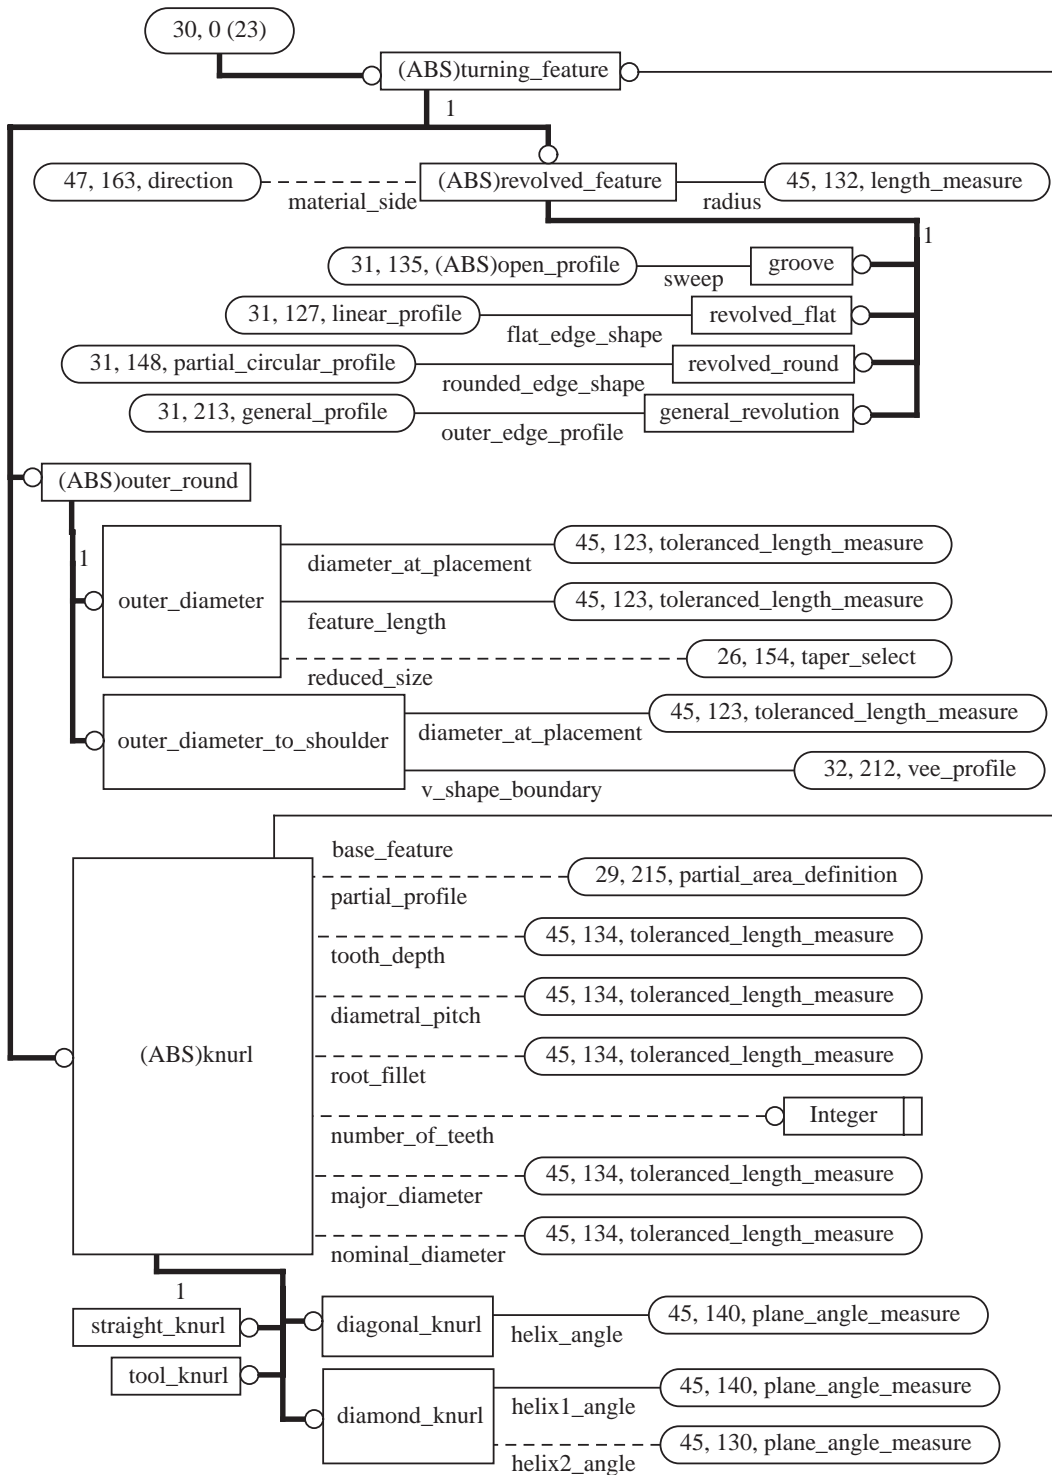 30, 0 (23)
(ABS)turning_feature
1
47, 163, direction
material_side
(ABS)revolved_feature
radius
45, 132, length_measure
1
31, 135, (ABS)open_profile
sweep
groove
31, 127, linear_profile
flat_edge_shape
revolved_flat
31, 148, partial_circular_profile
rounded_edge_shape
revolved_round
31, 213, general_profile
outer_edge_profile
general_revolution
(ABS)outer_round
1
outer_diameter
diameter_at_placement
45, 123, toleranced_length_measure
feature_length
45, 123, toleranced_length_measure
reduced_size
26, 154, taper_select
outer_diameter_to_shoulder
diameter_at_placement
45, 123, toleranced_length_measure
v_shape_boundary
32, 212, vee_profile
base_feature
partial_profile
29, 215, partial_area_definition
tooth_depth
45, 134, toleranced_length_measure
diametral_pitch
45, 134, toleranced_length_measure
(ABS)knurl
root_fillet
45, 134, toleranced_length_measure
number_of_teeth
Integer
major_diameter
45, 134, toleranced_length_measure
nominal_diameter
45, 134, toleranced_length_measure
1
straight_knurl
tool_knurl
diagonal_knurl
helix_angle
45, 140, plane_angle_measure
diamond_knurl
helix1_angle
45, 140, plane_angle_measure
helix2_angle
45, 130, plane_angle_measure